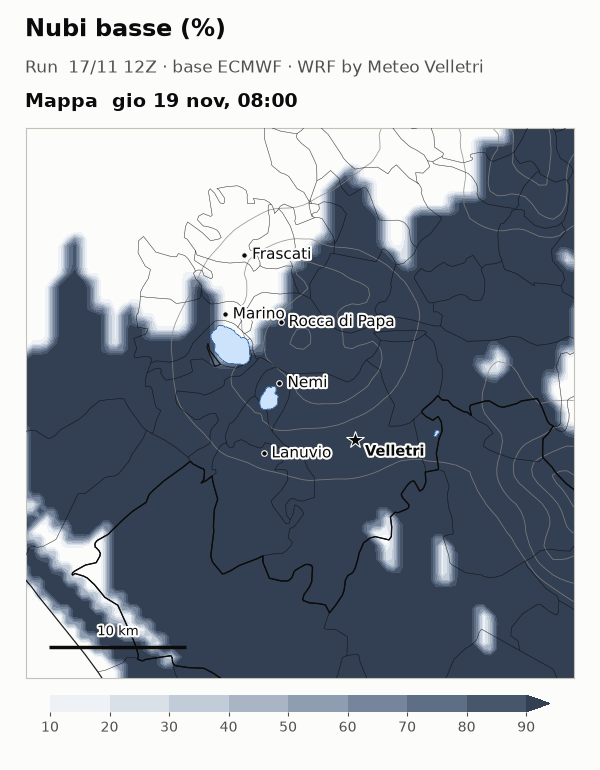 Nubi basse (%)
Run  17/11 12Z · base ECMWF · WRF by Meteo Velletri
Mappa  gio 19 nov, 08:00
Frascati
Marino
Rocca di Papa
Nemi
Velletri
Lanuvio
10 km
10 20 30 40 50 60 70 80 90